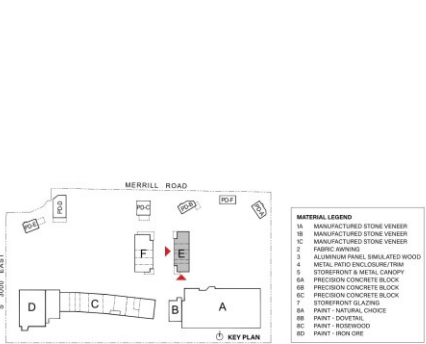 MERRILL ROAD
PD-D
PD-C
PD-B
PD-F
PD-A
PD-E
F
E
S 3000 EAST
D
C
B
A
KEY PLAN
MATERIAL LEGEND
1A MANUFACTURED STONE VENEER
1B MANUFACTURED STONE VENEER
1C MANUFACTURED STONE VENEER
2 FABRIC AWNING
3 ALUMINUM PANEL SIMULATED WOOD
4 METAL PATIO ENCLOSURE/TRIM
5 STOREFRONT & METAL CANOPY
6A PRECISION CONCRETE BLOCK
6B PRECISION CONCRETE BLOCK
6C PRECISION CONCRETE BLOCK
7 STOREFRONT GLAZING
8A PAINT - NATURAL CHOICE
8B PAINT - DOVETAIL
8C PAINT - ROSEWOOD
8D PAINT - IRON ORE